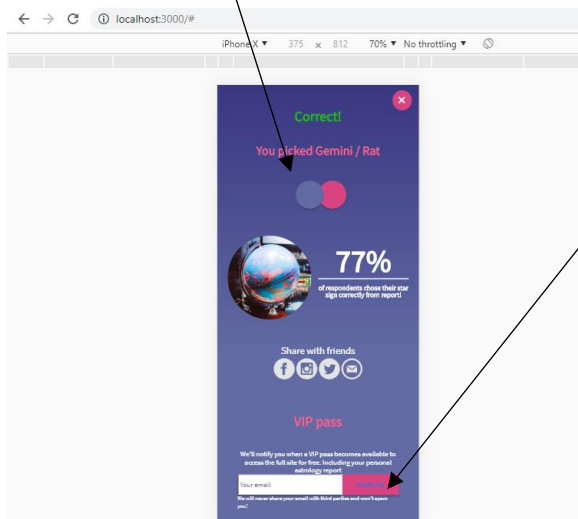 localhost:3000/#
iPhone X ▼ 375 × 812 70% ▼ No throttling ▼
Correct!
You picked Gemini / Rat
77%
of respondents chose their star
sign correctly from report!
Share with friends
VIP pass
We'll notify you when a VIP pass becomes available to
access the full site for free. Including your personal
astrology report
Your email
We will never share your email with third parties and won't spam
you!